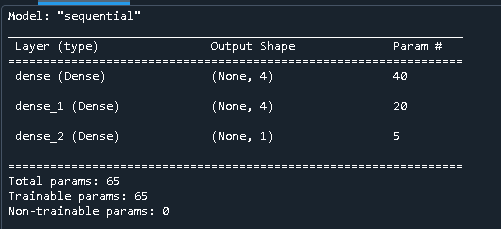 Model: "sequential"
_________________________________________________________________
Layer (type) Output Shape Param #
=================================================================
dense (Dense) (None, 4) 40
dense_1 (Dense) (None, 4) 20
dense_2 (Dense) (None, 1) 5
=================================================================
Total params: 65
Trainable params: 65
Non-trainable params: 0